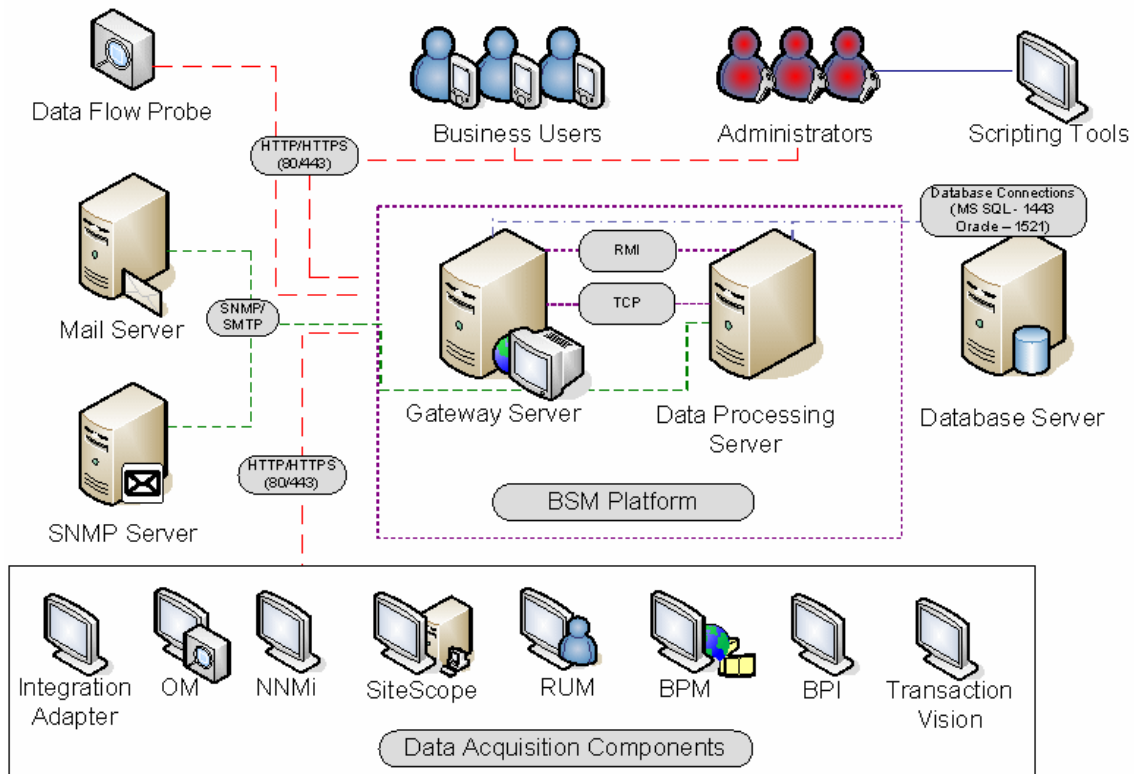 Data Flow Probe
Business Users
Administrators
Scripting Tools
HTTP/HTTPS
(80/443)
Database Connections
(MS SQL - 1443
Oracle – 1521)
Mail Server
SNMP/
SMTP
RMI
TCP
Gateway Server
Data Processing
Server
Database Server
SNMP Server
HTTP/HTTPS
(80/443)
BSM Platform
Integration
Adapter
OM
NNMi
SiteScope
RUM
BPM
BPI
Transaction
Vision
Data Acquisition Components